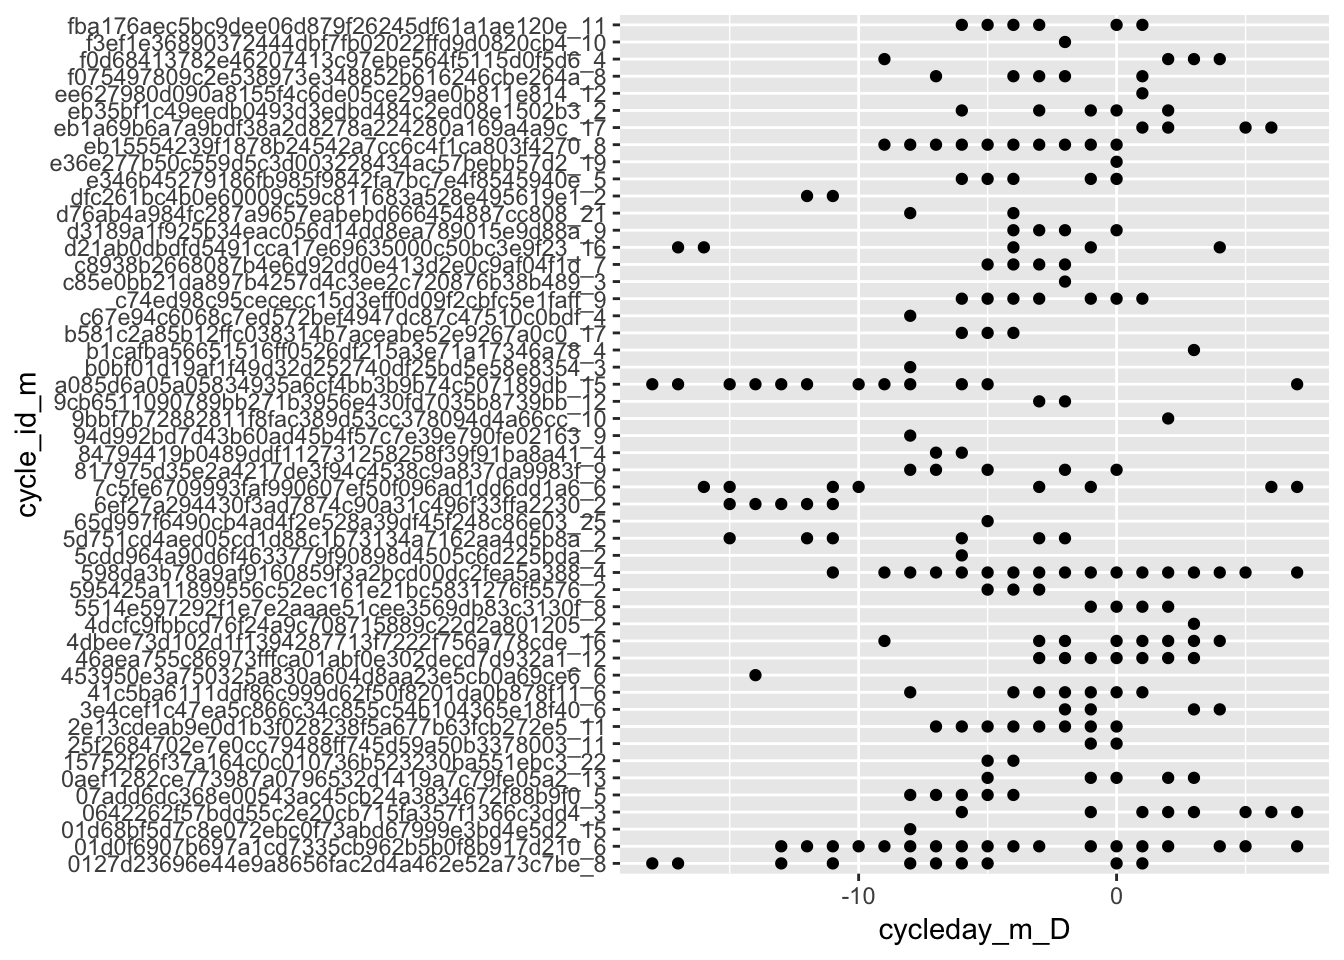 cycle_id_m
fba176aec5bc9dee06d879f26245df61a1ae120e_11
f3ef1e36890372444dbf7fb02022ffd9d0820cb4_10
f0d68413782e46207413c97ebe564f5115d0f5d6_4
f075497809c2e538973e348852b616246cbe264a_8
ee627980d090a8155f4c6de05ce29ae0b811e814_12
eb35bf1c49eedb0493d3edbd484c2ed08e1502b3_2
eb1a69b6a7a9bdf38a2d8278a224280a169a4a9c_17
eb15554239f1878b24542a7cc6c4f1ca803f4270_8
e36e277b50c559d5c3d003228434ac57bebb57d2_19
e346b45279186fb985f9842fa7bc7e4f8545940e_5
dfc261bc4b0e60009c59c811683a528e495619e1_2
d76ab4a984fc287a9657eabebd666454887cc808_21
d3189a1f925b34eac056d14dd8ea789015e9d88a_9
d21ab0dbdfd5491cca17e69635000c50bc3e9f23_16
c8938b2668087b4e6d92dd0e413d2e0c9af04f1d_7
c85e0bb21da897b4257d4c3ee2c720876b38b489_3
c74ed98c95cececc15d3eff0d09f2cbfc5e1faff_9
c67e94c6068c7ed572bef4947dc87c47510c0bdf_4
b581c2a85b12ffc038314b7aceabe52e9267a0c0_17
b1cafba56651516ff0526df215a3e71a17346a78_4
b0bf01d19af1f49d32d252740df25bd5e58e8354_3
a085d6a05a05834935a6cf4bb3b9b74c507189db_15
9cb6511090789bb271b3956e430fd7035b8739bb_12
9bbf7b72882811f8fac389d53cc378094d4a66cc_10
94d992bd7d43b60ad45b4f57c7e39e790fe02163_9
84794419b0489ddf112731258258f39f91ba8a41_4
817975d35e2a4217de3f94c4538c9a837da9983f_9
7c5fe6709993faf990607ef50f096ad1dd6dd1a6_6
6ef27a294430f3ad7874c90a31c496f33ffa2230_2
65d997f6490cb4ad4f2e528a39df45f248c86e03_25
5d751cd4aed05cd1d88c1b73134a7162aa4d5b8a_2
5cdd964a90d6f4633779f90898d4505c6d225bda_2
598da3b78a9af9160859f3a2bcd00dc2fea5a388_4
595425a11899556c52ec161e21bc5831276f5576_2
5514e597292f1e7e2aaae51cee3569db83c3130f_8
4dcfc9fbbcd76f24a9c708715889c22d2a801205_2
4dbee73d102d1f1394287713f7222f756a778cde_16
46aea755c86973fffca01abf0e302decd7d932a1_12
453950e3a750325a830a604d8aa23e5cb0a69ce6_6
41c5ba6111ddf86c999d62f50f8201da0b878f11_6
3e4cef1c47ea5c866c34c855c54b104365e18f40_6
2e13cdeab9e0d1b3f028238f5a677b63fcb272e5_11
25f2684702e7e0cc79488ff745d59a50b3378003_11
15752f26f37a164c0c010736b523230ba551ebc3_22
0aef1282ce773987a0796532d1419a7c79fe05a2_13
07add6dc368e00543ac45cb24a3834672f88b9f0_5
0642262f57bdd55c2e20cb715fa357f1366c3dd4_3
01d68bf5d7c8e072ebc0f73abd67999e3bd4e5d2_15
01d0f6907b697a1cd7335cb962b5b0f8b917d210_6
0127d23696e44e9a8656fac2d4a462e52a73c7be_8
-10 0
cycleday_m_D